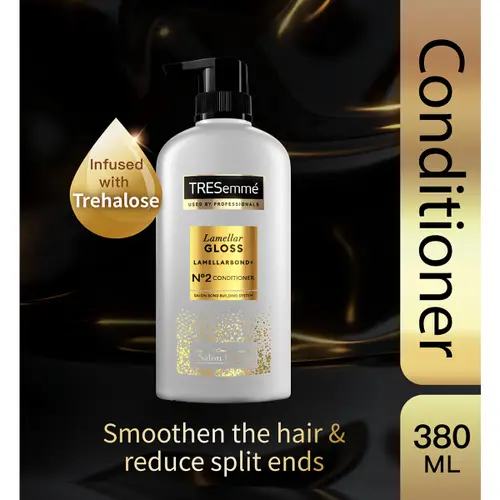 Infused
with
Trehalose
TRESemmé
USED BY PROFESSIONALS
Lamellar
GLOSS
LAMELLARBOND+
Nº2 CONDITIONER
SALON BOND BUILDING SYSTEM
Salon
Smoothen the hair &
reduce split ends
Conditioner
380
ML